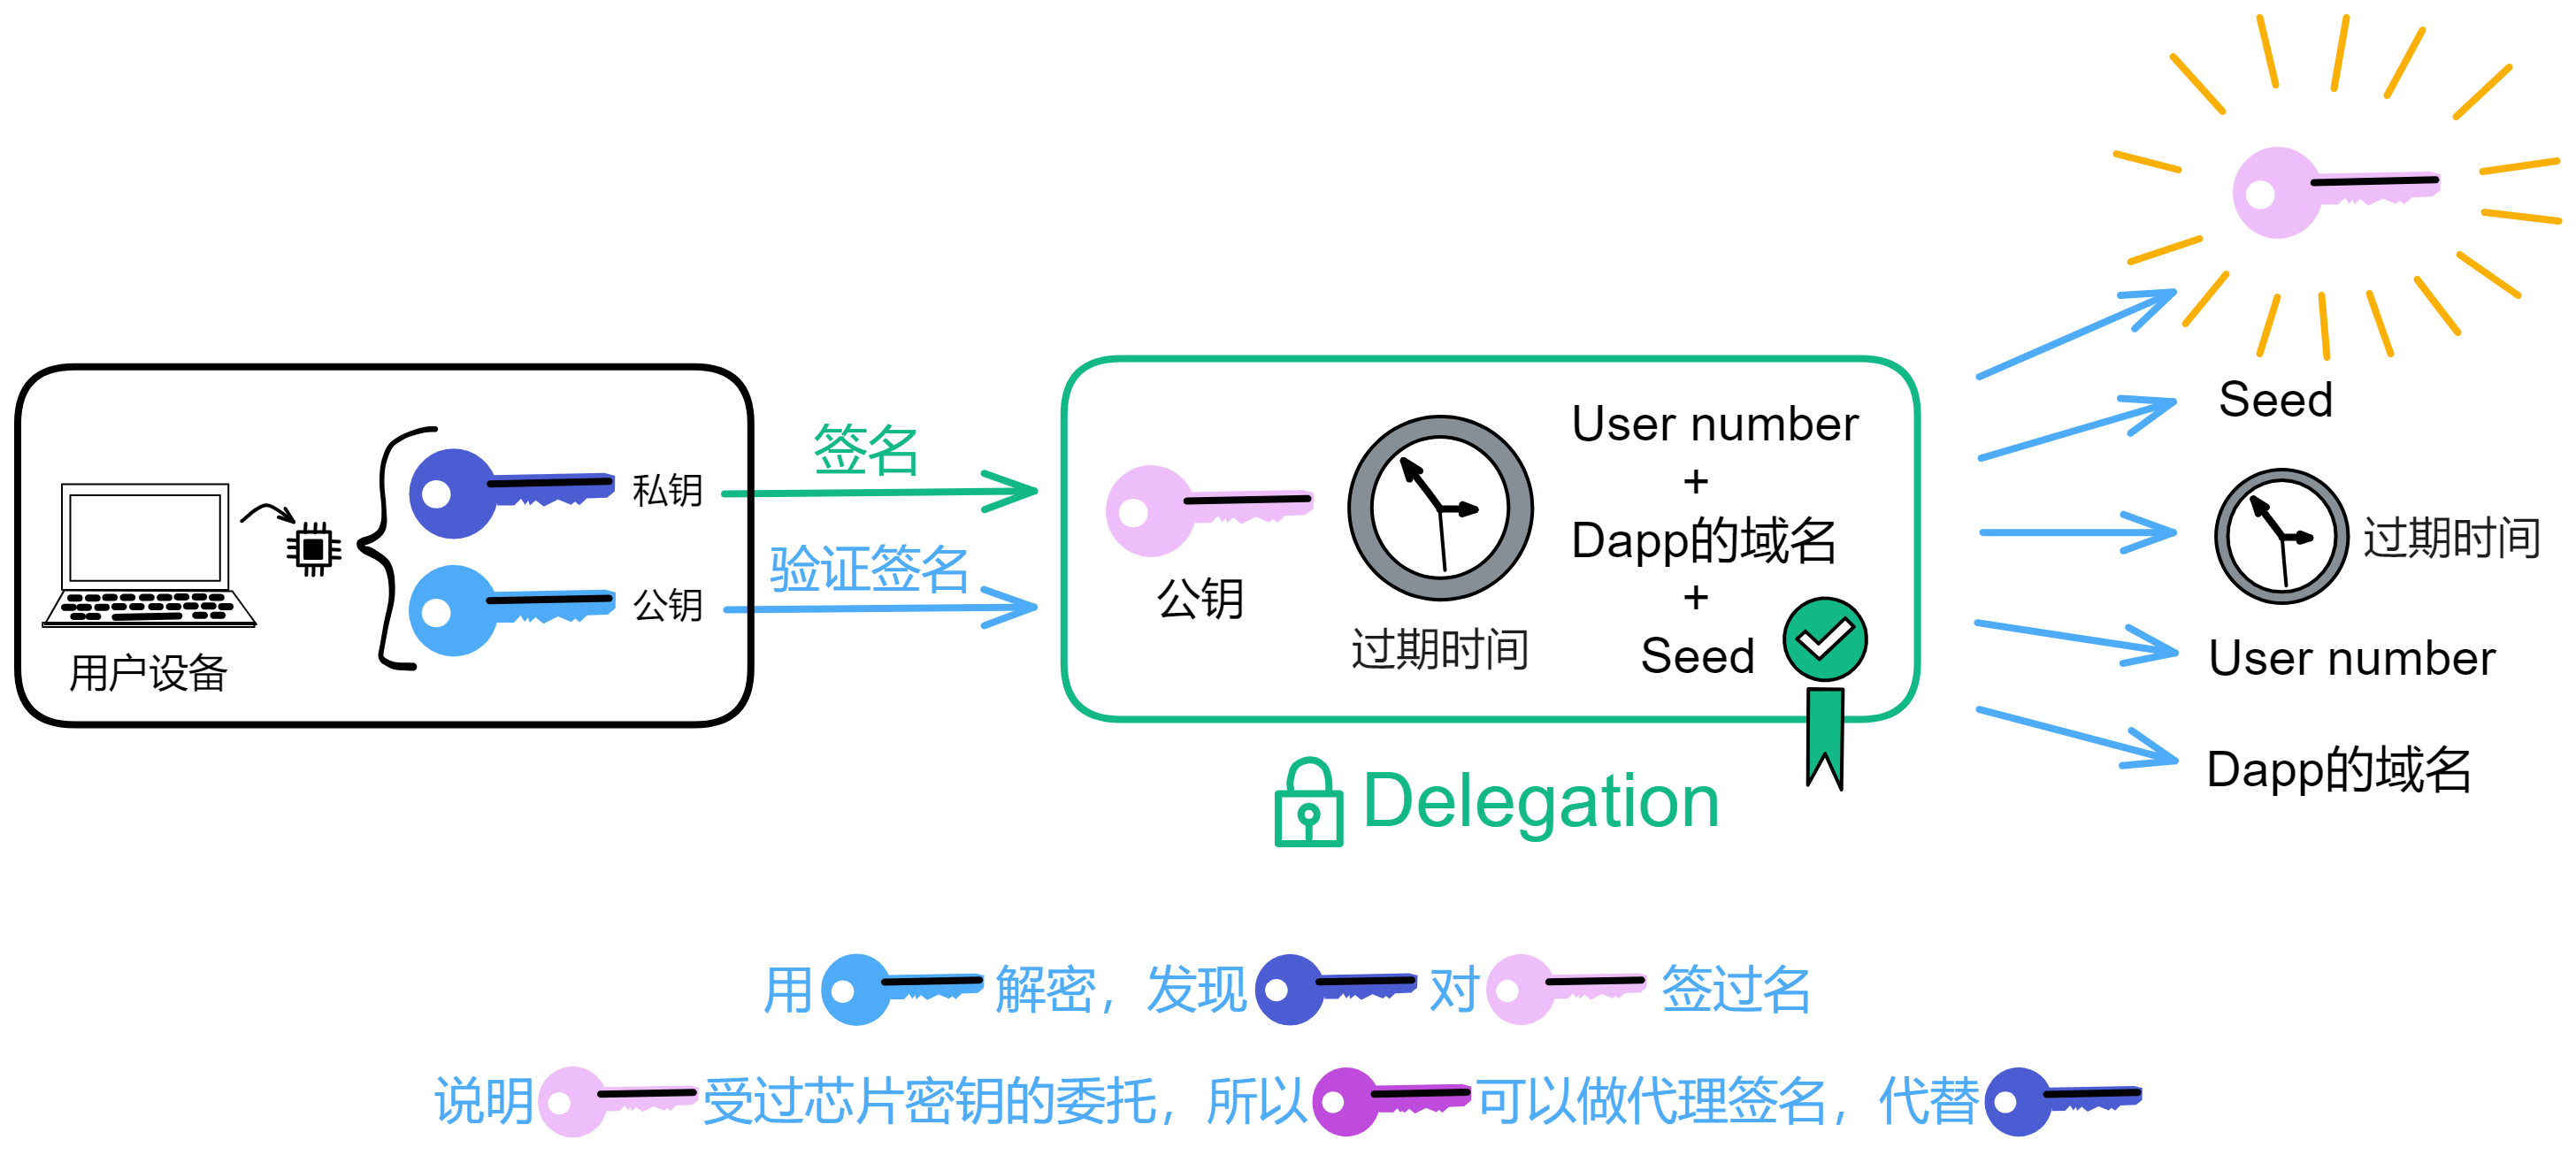 用户设备
私钥
公钥
签名
验证签名
公钥
过期时间
User number
+
Dapp的域名
+
Seed
Delegation
Seed
过期时间
User number
Dapp的域名
用 解密，发现 对 签过名
说明 受过芯片密钥的委托，所以 可以做代理签名，代替